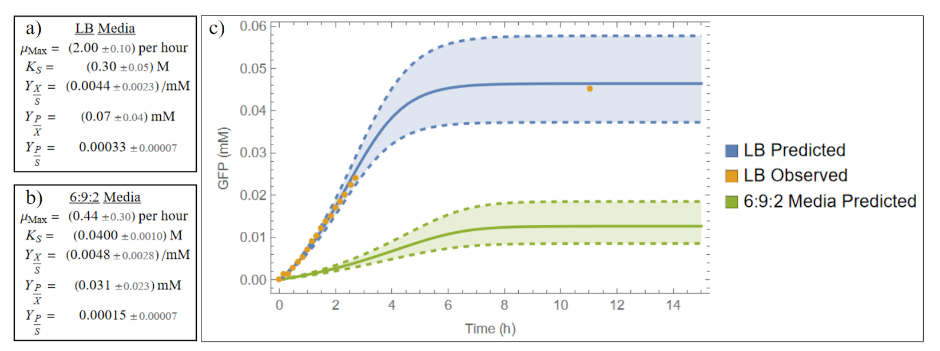 a) LB Media
μMax = (2.00 ±0.10) per hour
KS = (0.30 ±0.05) M
YX/S = (0.0044 ±0.0023) /mM
YP/X = (0.07 ±0.04) mM
YP/S = 0.00033 ±0.00007
b) 6:9:2 Media
μMax = (0.44 ±0.30) per hour
KS = (0.0400 ±0.0010) M
YX/S = (0.0048 ±0.0028) /mM
YP/X = (0.031 ±0.023) mM
YP/S = 0.00015 ±0.00007
c)
GFP (mM)
0.06
0.05
0.04
0.03
0.02
0.01
0.00
0 2 4 6 8 10 12 14
Time (h)
LB Predicted
LB Observed
6:9:2 Media Predicted